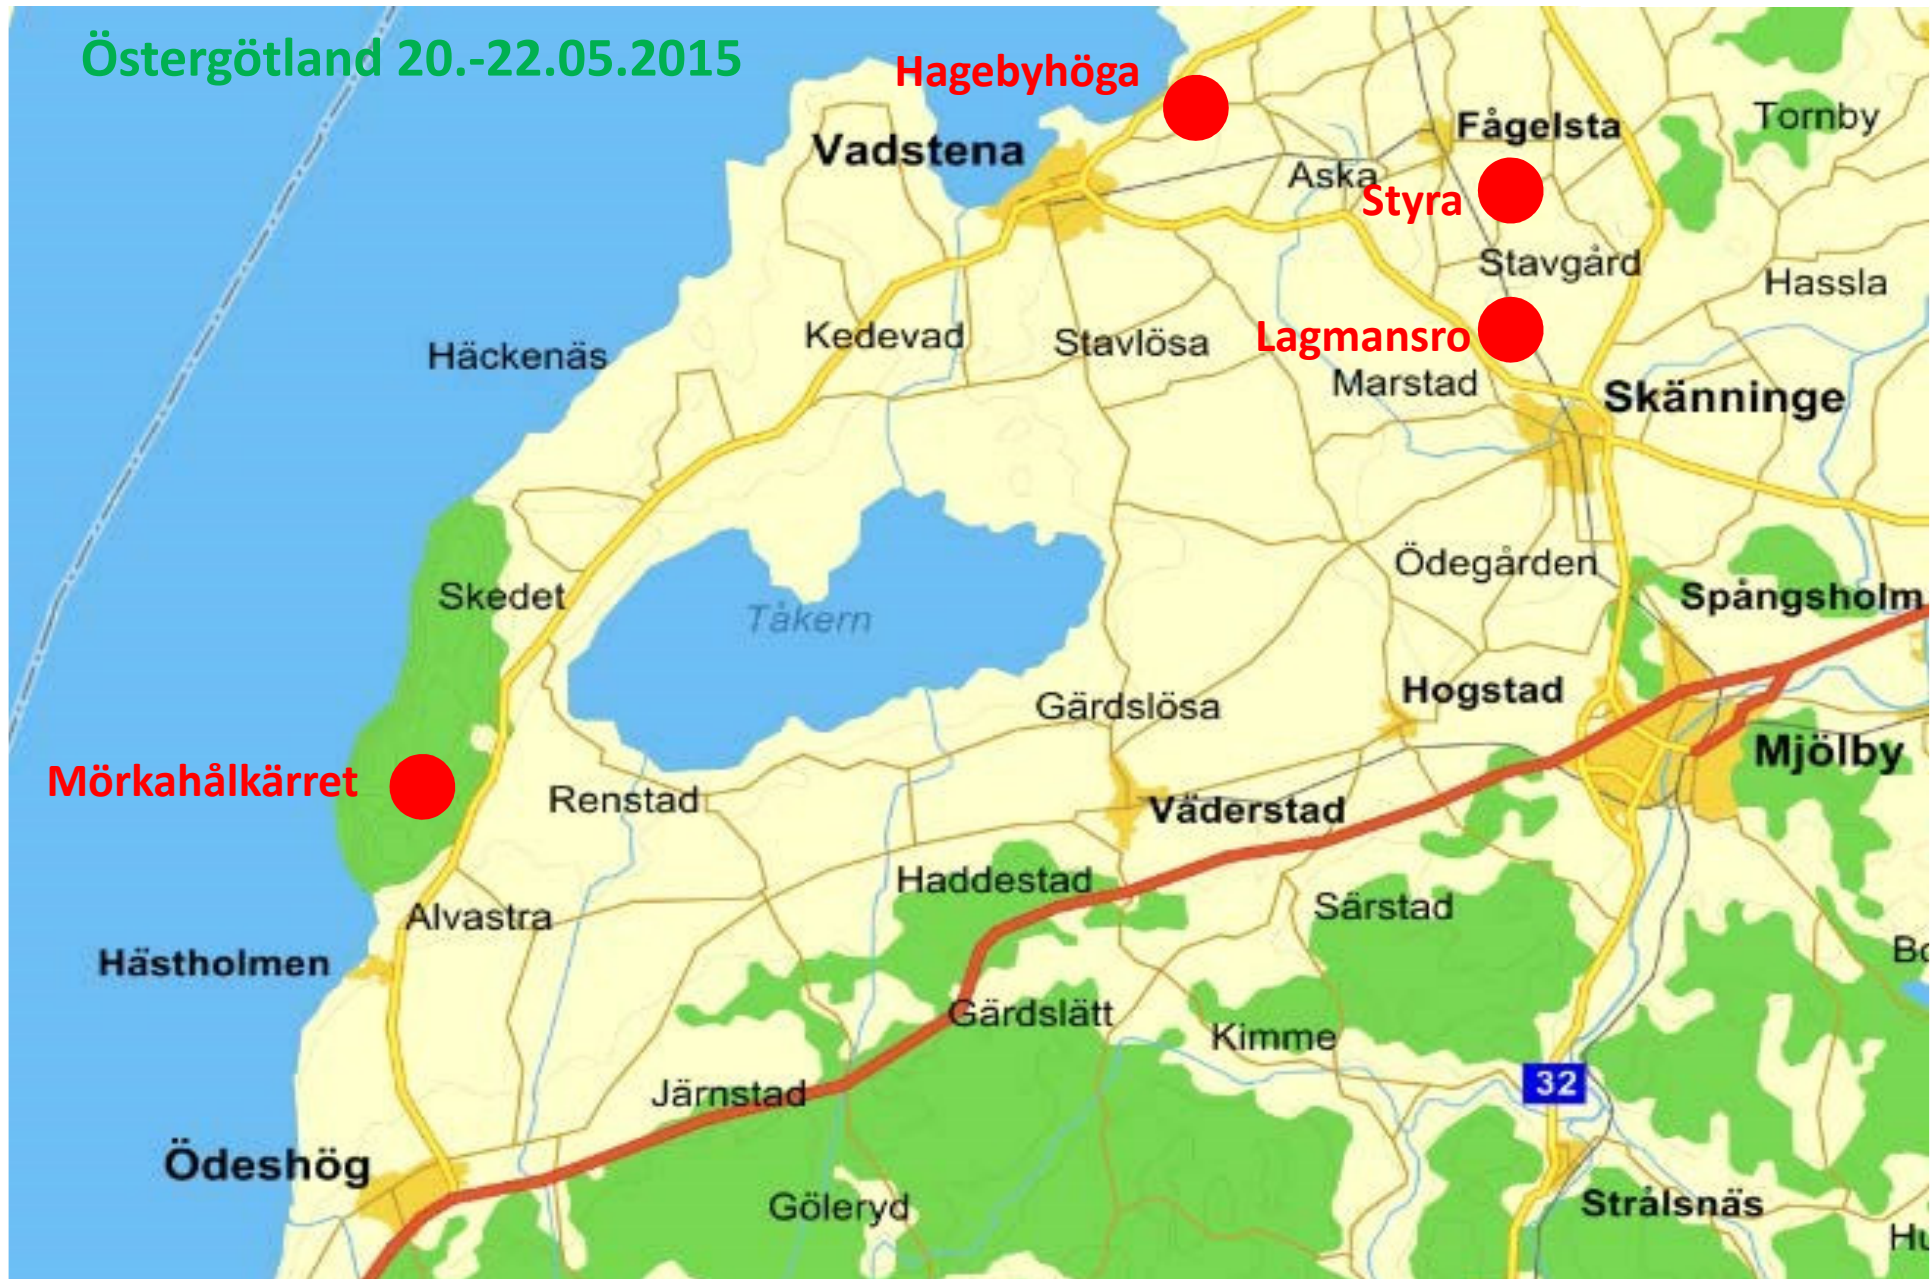 Östergötland 20.-22.05.2015
Hagebyhöga
Tornby
Fågelsta
Vadstena
Aska
Styra
Stavgård
Hassla
Kedevad
Stavlösa
Lagmansro
Häckenäs
Marstad
Skänninge
Ödegården
Skedet
Spångsholm
Tåkern
Hogstad
Gärdslösa
Mjölby
Mörkahålkärret
Renstad
Väderstad
Haddestad
Särstad
Alvastra
Hästholmen
Gärdslätt
Kimme
32
Järnstad
Ödeshög
Göleryd
Strålsnäs